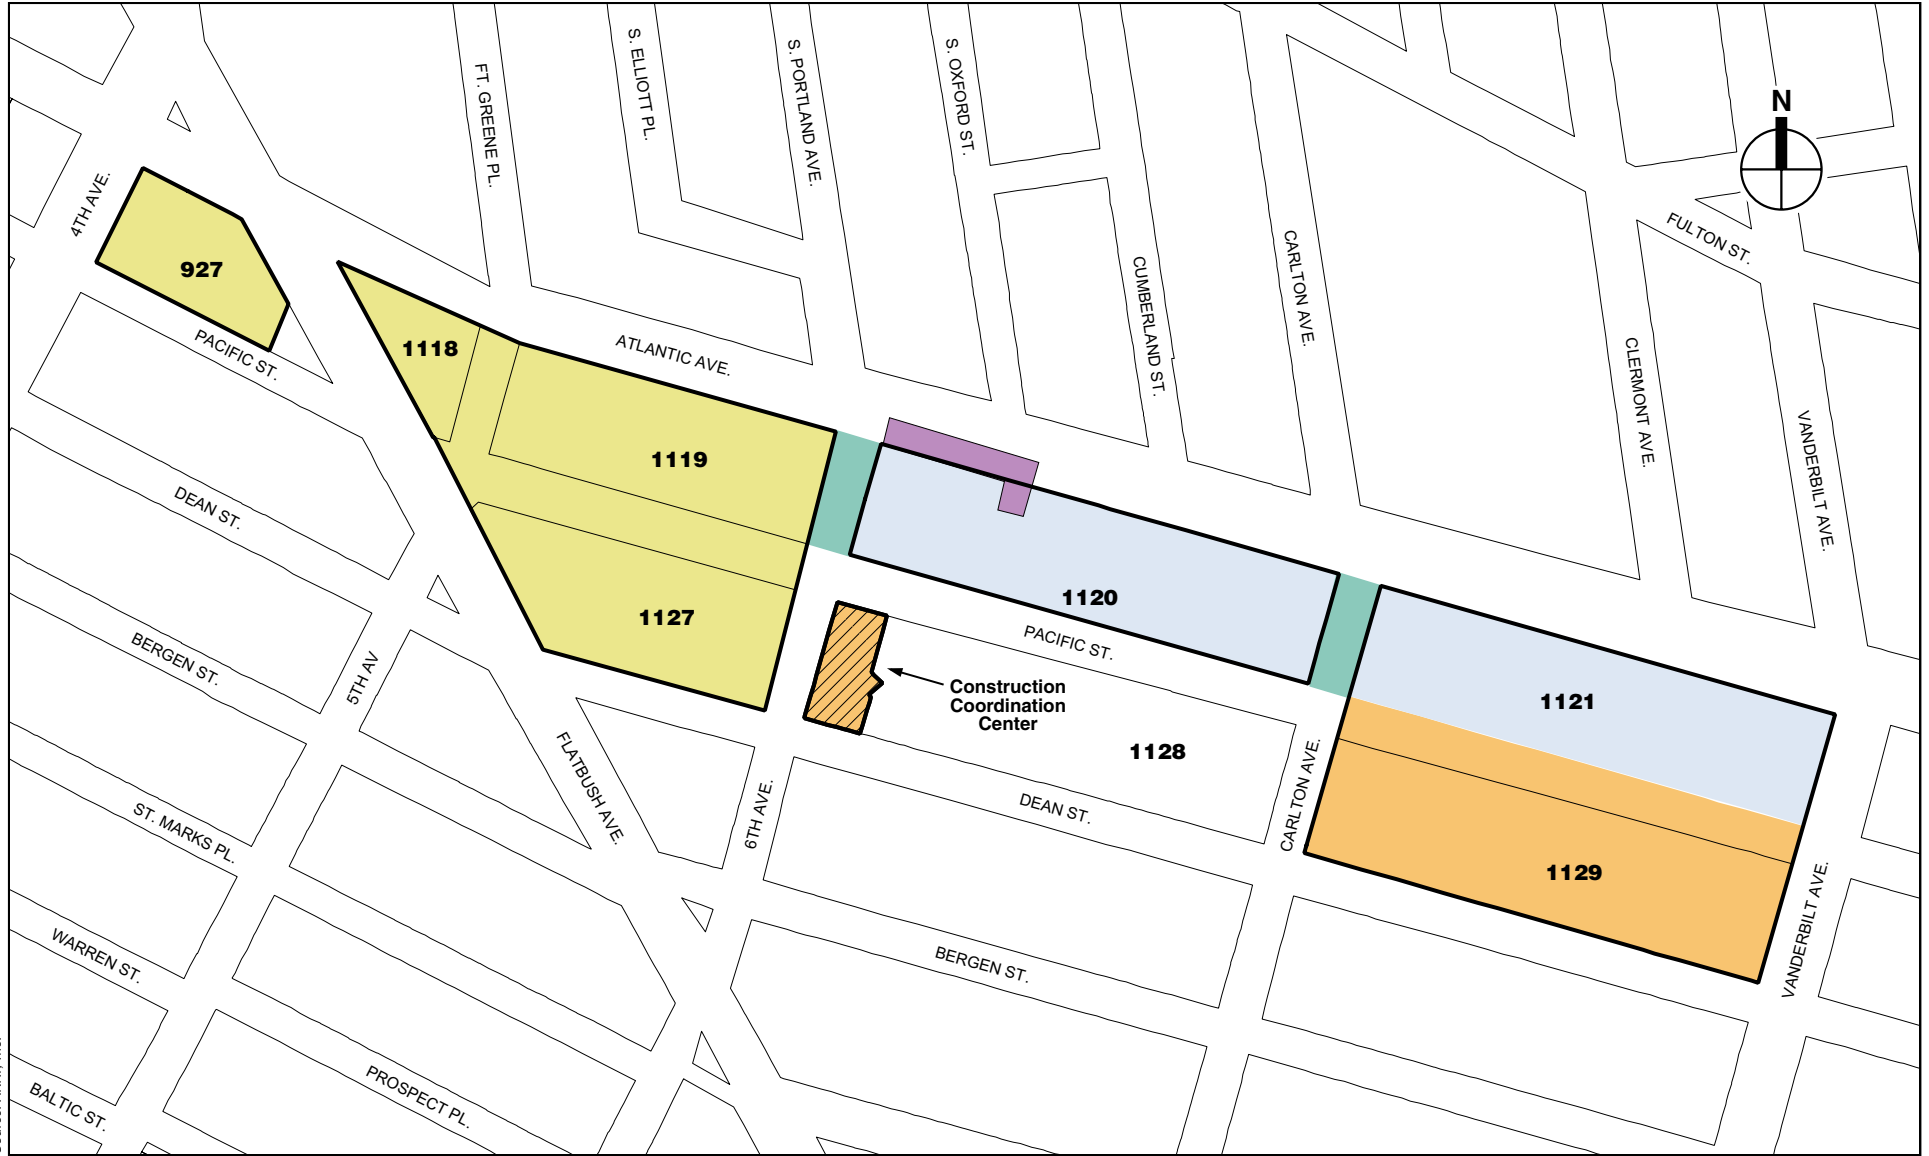 N
FT. GREENE PL.
S. ELLIOTT PL.
S. PORTLAND AVE.
S. OXFORD ST.
4TH AVE.
FULTON ST.
927
CUMBERLAND ST.
CARLTON AVE.
PACIFIC ST.
1118
ATLANTIC AVE.
CLERMONT AVE.
VANDERBILT AVE.
1119
DEAN ST.
1127
1120
PACIFIC ST.
BERGEN ST.
5TH AV
Construction
Coordination
Center
1121
1128
FLATBUSH AVE.
6TH AVE.
DEAN ST.
CARLTON AVE.
ST. MARKS PL.
1129
VANDERBILT AVE.
WARREN ST.
BERGEN ST.
BALTIC ST.
PROSPECT PL.